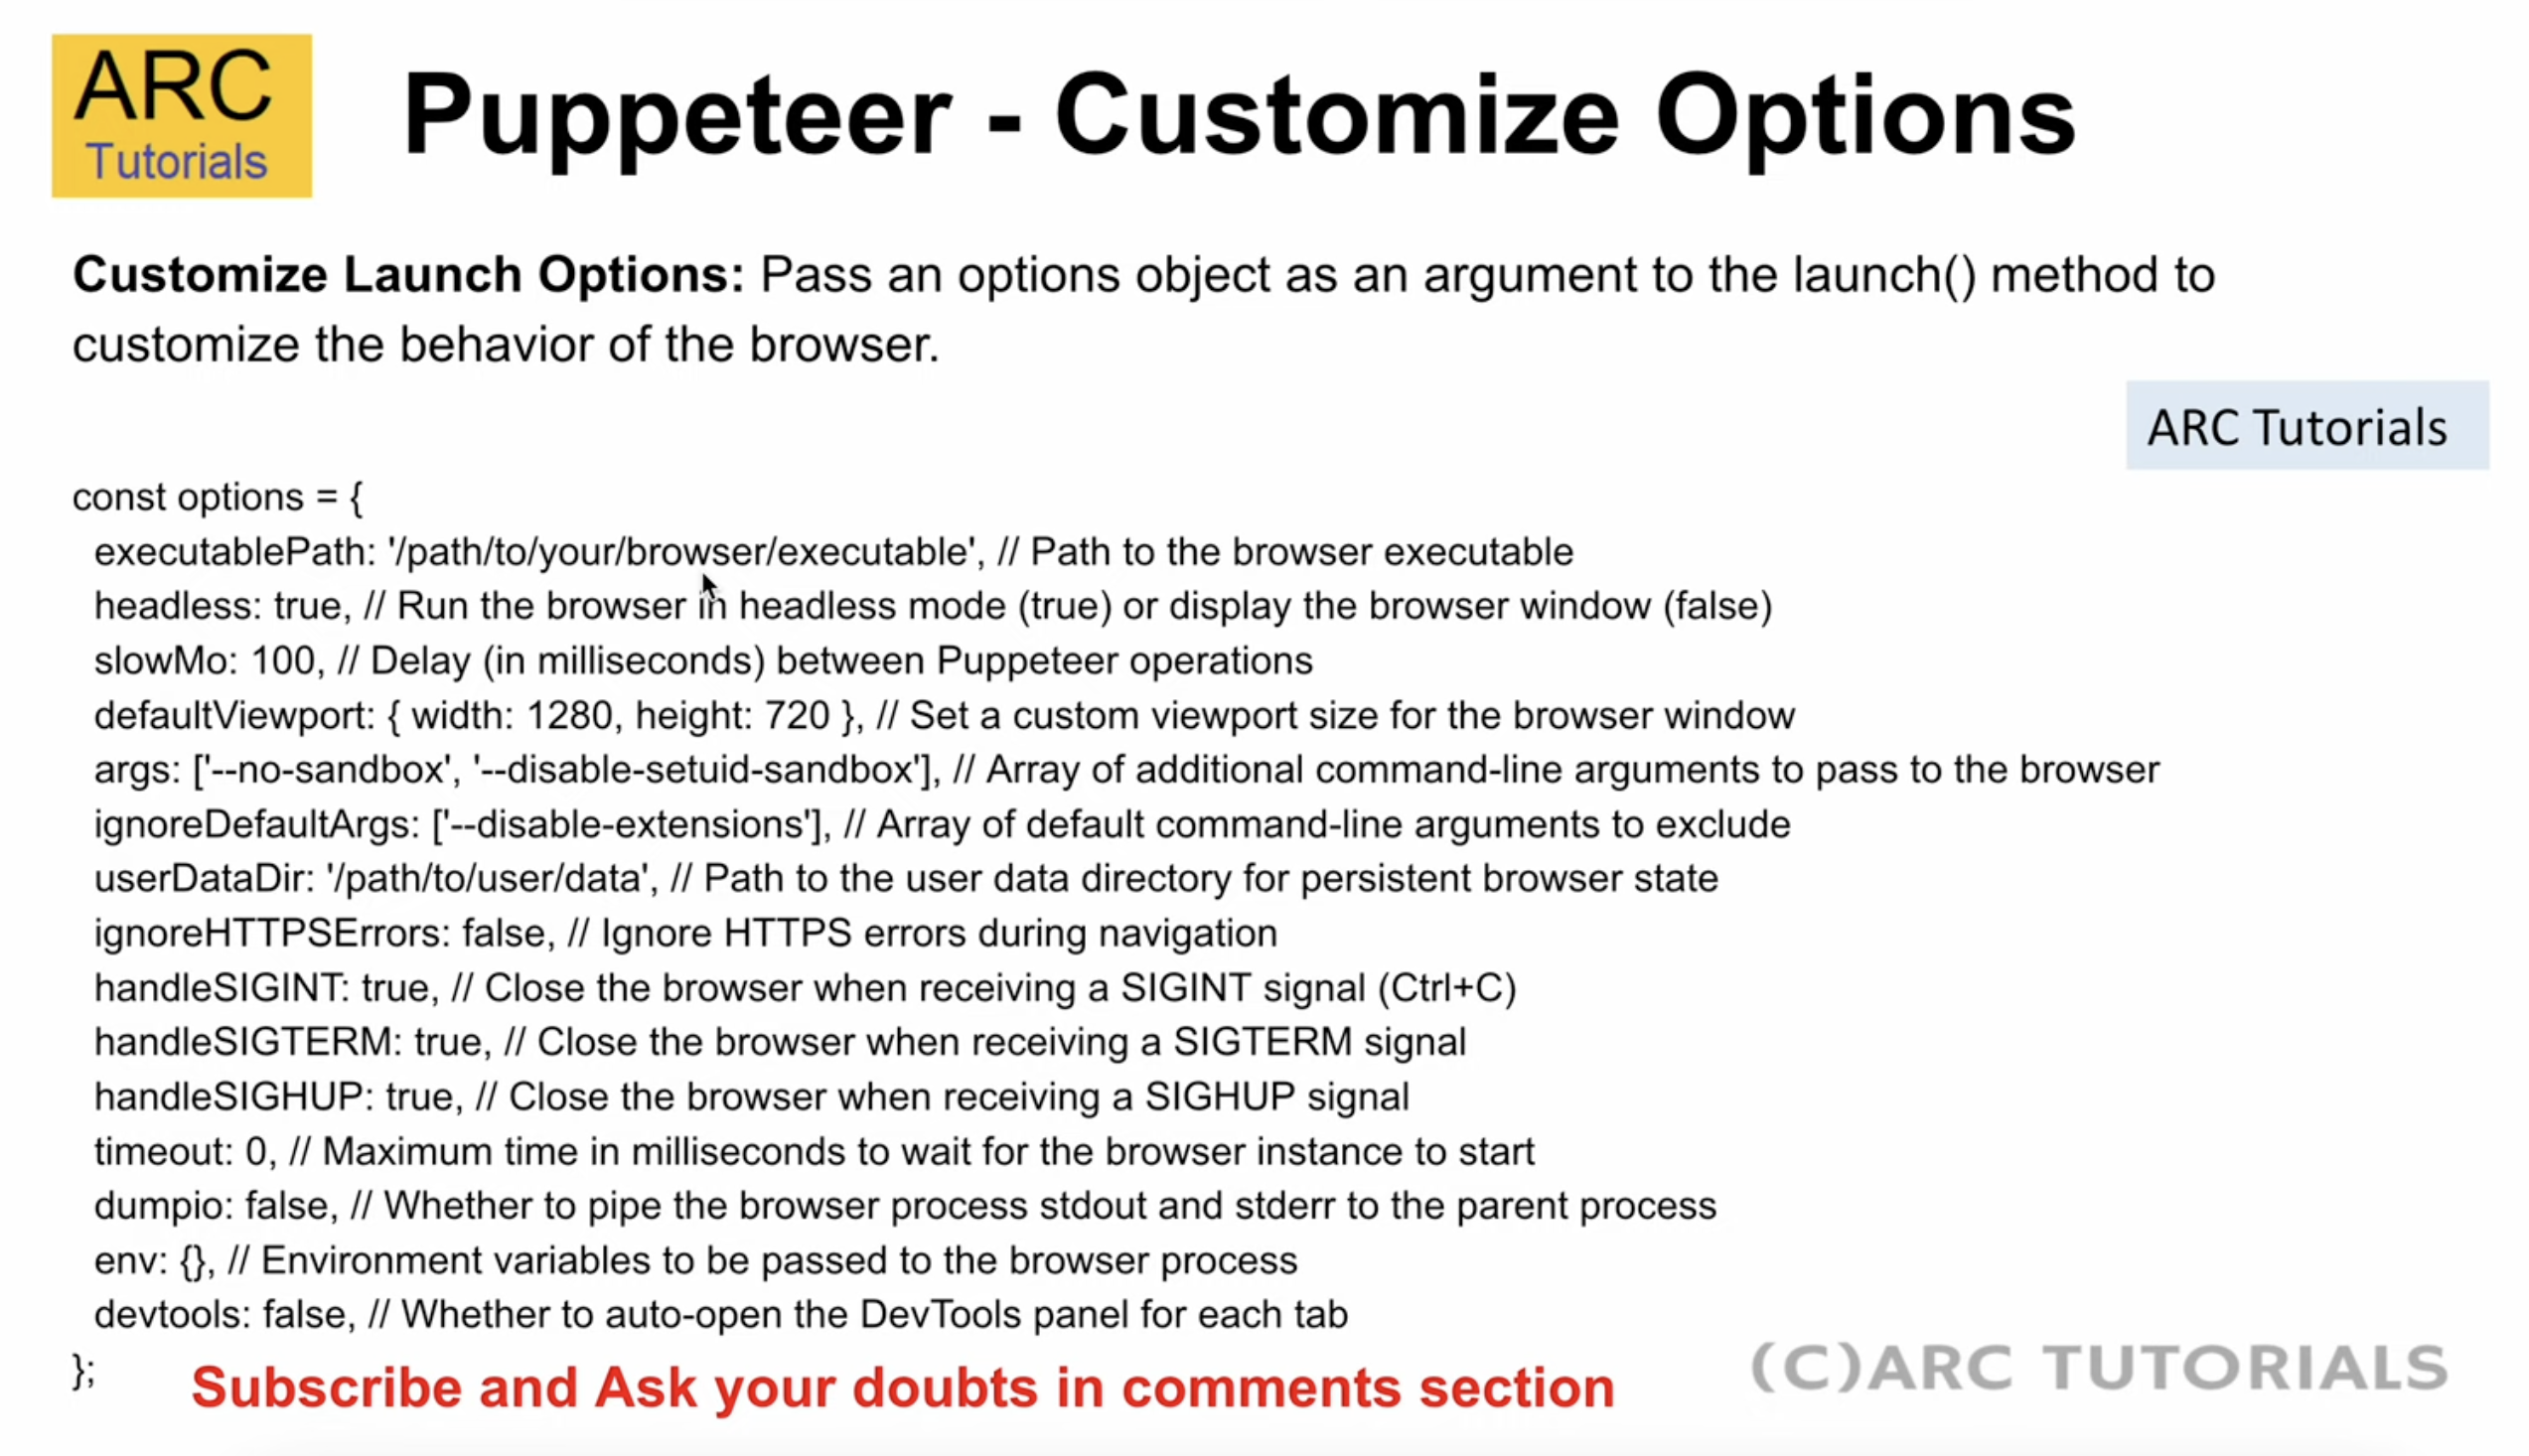 ARC
Tutorials
Puppeteer - Customize Options
Customize Launch Options: Pass an options object as an argument to the launch() method to
customize the behavior of the browser.
ARC Tutorials
const options = {
executablePath: '/path/to/your/browser/executable', // Path to the browser executable
headless: true, // Run the browser in headless mode (true) or display the browser window (false)
slowMo: 100, // Delay (in milliseconds) between Puppeteer operations
defaultViewport: { width: 1280, height: 720 }, // Set a custom viewport size for the browser window
args: ['--no-sandbox', '--disable-setuid-sandbox'], // Array of additional command-line arguments to pass to the browser
ignoreDefaultArgs: ['--disable-extensions'], // Array of default command-line arguments to exclude
userDataDir: '/path/to/user/data', // Path to the user data directory for persistent browser state
ignoreHTTPSErrors: false, // Ignore HTTPS errors during navigation
handleSIGINT: true, // Close the browser when receiving a SIGINT signal (Ctrl+C)
handleSIGTERM: true, // Close the browser when receiving a SIGTERM signal
handleSIGHUP: true, // Close the browser when receiving a SIGHUP signal
timeout: 0, // Maximum time in milliseconds to wait for the browser instance to start
dumpio: false, // Whether to pipe the browser process stdout and stderr to the parent process
env: {}, // Environment variables to be passed to the browser process
devtools: false, // Whether to auto-open the DevTools panel for each tab
};
Subscribe and Ask your doubts in comments section
(C)ARC TUTORIALS